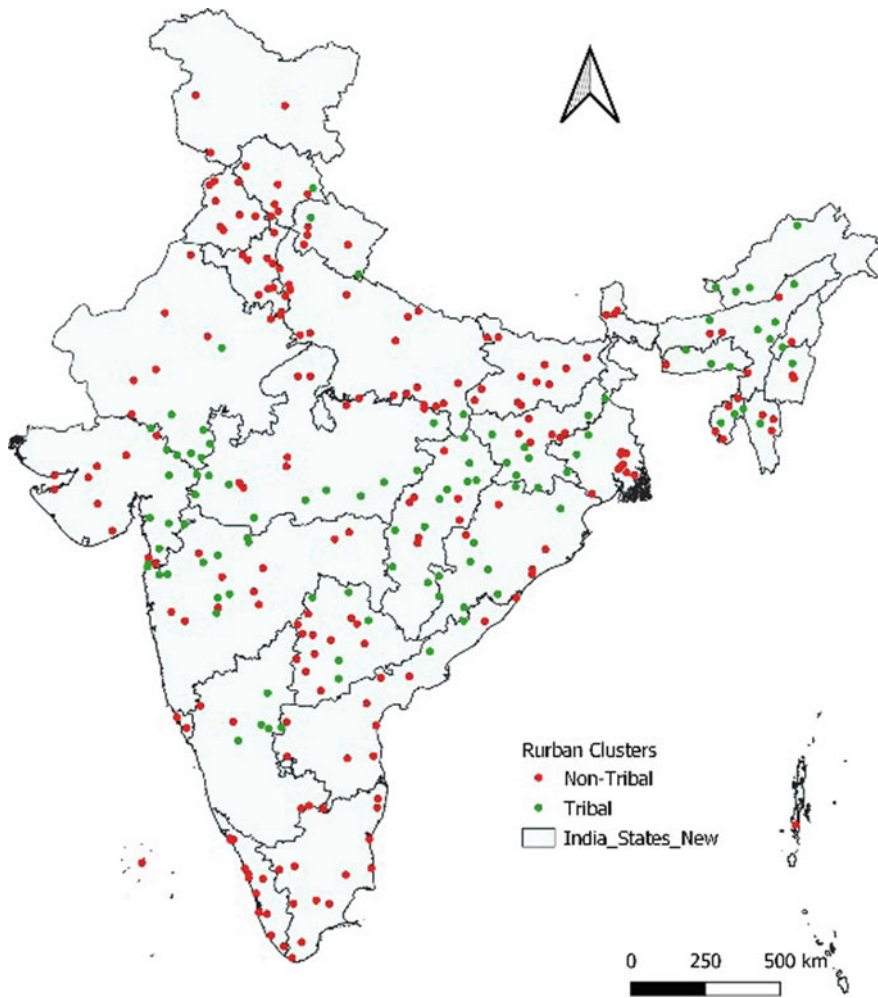 Rurban Clusters
Non-Tribal
Tribal
India_States_New
0 250 500 km